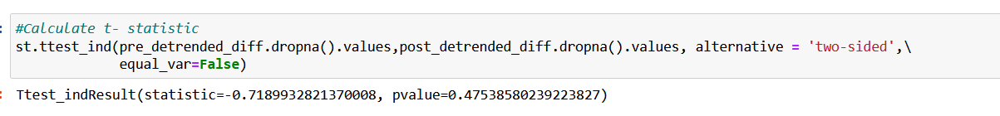 #Calculate t- statistic
st.ttest_ind(pre_detrended_diff.dropna().values,post_detrended_diff.dropna().values, alternative = 'two-sided',\
equal_var=False)
Ttest_indResult(statistic=-0.7189932821370008, pvalue=0.47538580239223827)